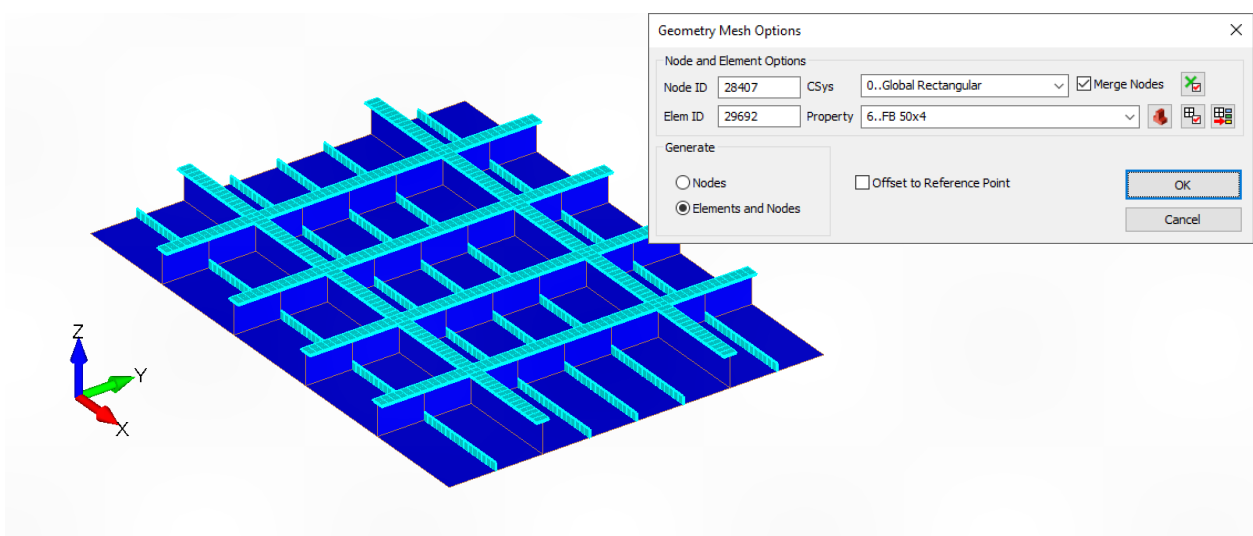 Geometry Mesh Options
Node and Element Options
Node ID 28407 CSys 0..Global Rectangular Merge Nodes
Elem ID 29692 Property 6..FB 50x4
Generate
Nodes
Elements and Nodes
Offset to Reference Point
OK
Cancel
Z
Y
X